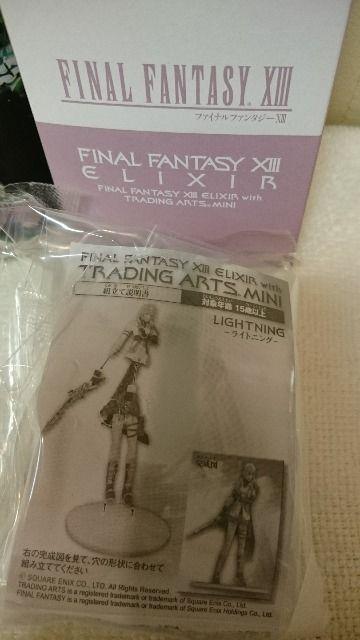 FINAL FANTASY® XIII
ファイナルファンタジーXIII
FINAL FANTASY XIII
ELIXIR
FINAL FANTASY XIII ELIXIR with
TRADING ARTS® MINI
FINAL FANTASY XIII ELIXIR with
TRADING ARTS® MINI
組立て説明書
対象年齢 15歳以上
LIGHTNING
-ライトニング-
完成図
右の完成図を見て、穴の形状に合わせて
組み立ててください
© SQUARE ENIX CO., LTD. All Rights Reserved.
TRADING ARTS is a registered trademark of Square Enix Co., Ltd.
FINAL FANTASY is a registered trademark of Square Enix Holdings Co., Ltd.